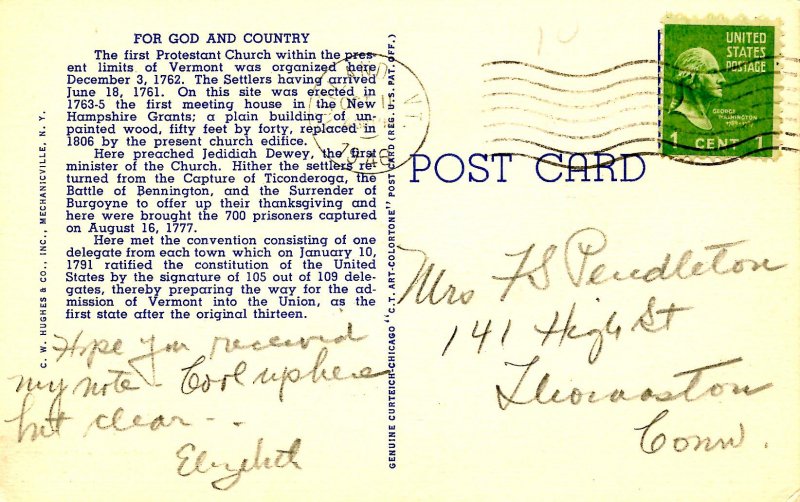 FOR GOD AND COUNTRY
The first Protestant Church within the pres-
ent limits of Vermont was organized here
December 3, 1762. The Settlers having arrived
June 18, 1761. On this site was erected in
1763-5 the first meeting house in the New
Hampshire Grants; a plain building of un-
painted wood, fifty feet by forty, replaced in
1806 by the present church edifice.
Here preached Jedidiah Dewey, the first
minister of the Church. Hither the settlers re-
turned from the Capture of Ticonderoga, the
Battle of Bennington, and the Surrender of
Burgoyne to offer up their thanksgiving and
here were brought the 700 prisoners captured
on August 16, 1777.
Here met the convention consisting of one
delegate from each town which on January 10,
1791 ratified the constitution of the United
States by the signature of 105 out of 109 dele-
gates, thereby preparing the way for the ad-
mission of Vermont into the Union, as the
first state after the original thirteen.
Hope you received
my note - Cool up here
but clear - -
Elizabeth
C. W. HUGHES & CO., INC., MECHANICVILLE, N. Y.
GENUINE CURTEICH-CHICAGO "C.T. ART-COLORTONE" POST CARD (REG. U.S. PAT. OFF.)
VT
UNITED
STATES
POSTAGE
GEORGE
WASHINGTON
1789-1797
1 CENT 1
POST CARD
Mrs F S Pendleton
141 High St
Thomaston
Conn.